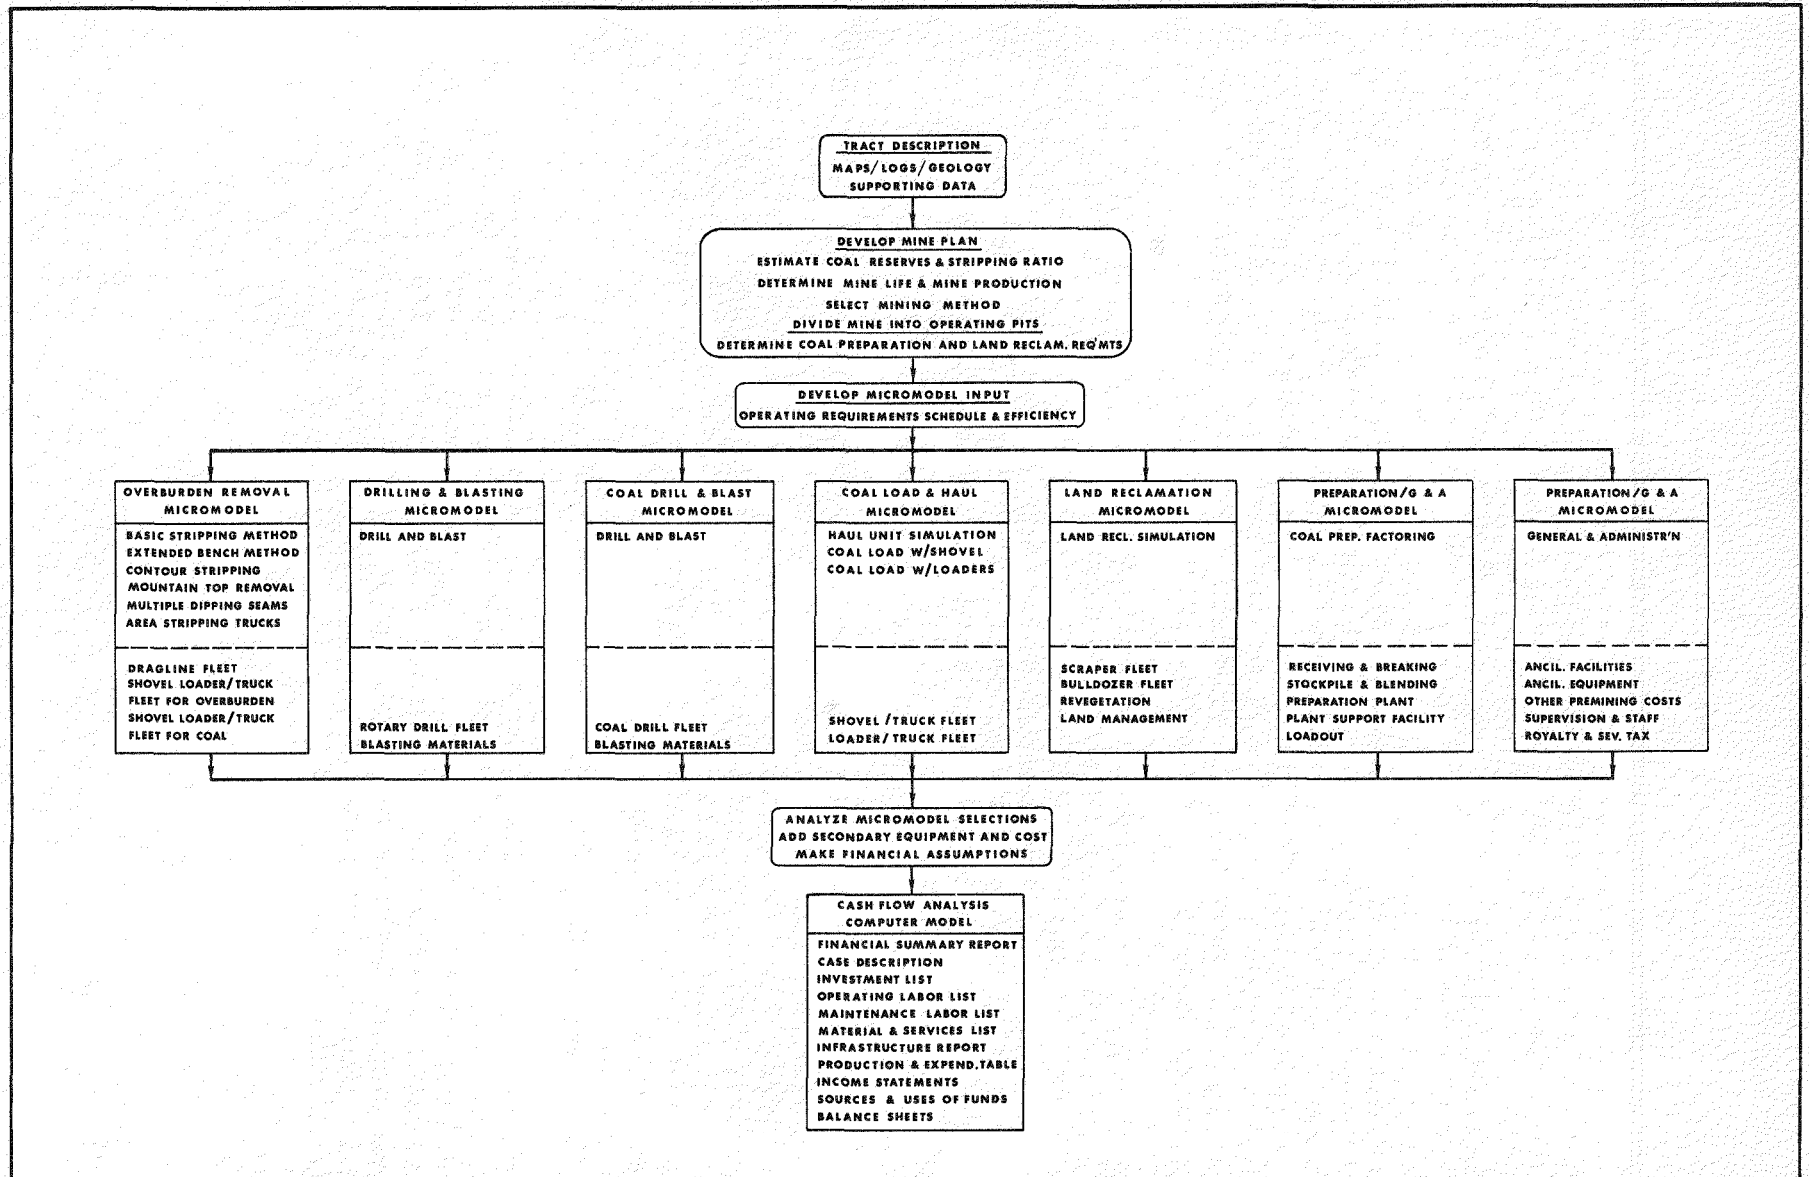 TRACT DESCRIPTION
MAPS/LOGS/GEOLOGY
SUPPORTING DATA
DEVELOP MINE PLAN
ESTIMATE COAL RESERVES & STRIPPING RATIO
DETERMINE MINE LIFE & MINE PRODUCTION
SELECT MINING METHOD
DIVIDE MINE INTO OPERATING PITS
DETERMINE COAL PREPARATION AND LAND RECLAM. REQ'MTS
DEVELOP MICROMODEL INPUT
OPERATING REQUIREMENTS SCHEDULE & EFFICIENCY
OVERBURDEN REMOVAL
MICROMODEL
BASIC STRIPPING METHOD
EXTENDED BENCH METHOD
CONTOUR STRIPPING
MOUNTAIN TOP REMOVAL
MULTIPLE DIPPING SEAMS
AREA STRIPPING TRUCKS
DRAGLINE FLEET
SHOVEL LOADER/TRUCK
FLEET FOR OVERBURDEN
SHOVEL LOADER/TRUCK
FLEET FOR COAL
DRILLING & BLASTING
MICROMODEL
DRILL AND BLAST
ROTARY DRILL FLEET
BLASTING MATERIALS
COAL DRILL & BLAST
MICROMODEL
DRILL AND BLAST
COAL DRILL FLEET
BLASTING MATERIALS
COAL LOAD & HAUL
MICROMODEL
HAUL UNIT SIMULATION
COAL LOAD W/SHOVEL
COAL LOAD W/LOADERS
SHOVEL /TRUCK FLEET
LOADER/TRUCK FLEET
LAND RECLAMATION
MICROMODEL
LAND RECL. SIMULATION
SCRAPER FLEET
BULLDOZER FLEET
REVEGETATION
LAND MANAGEMENT
PREPARATION/G & A
MICROMODEL
COAL PREP. FACTORING
RECEIVING & BREAKING
STOCKPILE & BLENDING
PREPARATION PLANT
PLANT SUPPORT FACILITY
LOADOUT
PREPARATION/G & A
MICROMODEL
GENERAL & ADMINISTR'N
ANCIL. FACILITIES
ANCIL. EQUIPMENT
OTHER PREMINING COSTS
SUPERVISION & STAFF
ROYALTY & SEV. TAX
ANALYZE MICROMODEL SELECTIONS
ADD SECONDARY EQUIPMENT AND COST
MAKE FINANCIAL ASSUMPTIONS
CASH FLOW ANALYSIS
COMPUTER MODEL
FINANCIAL SUMMARY REPORT
CASE DESCRIPTION
INVESTMENT LIST
OPERATING LABOR LIST
MAINTENANCE LABOR LIST
MATERIAL & SERVICES LIST
INFRASTRUCTURE REPORT
PRODUCTION & EXPEND.TABLE
INCOME STATEMENTS
SOURCES & USES OF FUNDS
BALANCE SHEETS